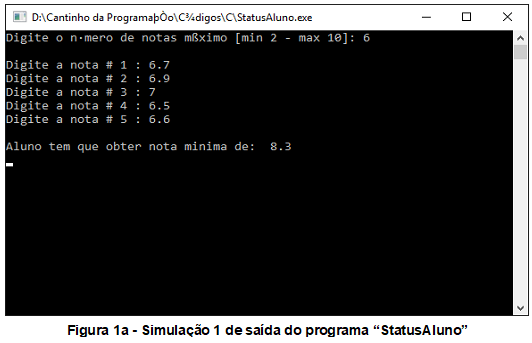 D:\Cantinho da ProgramaþÒo\C¾digos\C\StatusAluno.exe
Digite o n·mero de notas mßximo [min 2 - max 10]: 6
Digite a nota # 1 : 6.7
Digite a nota # 2 : 6.9
Digite a nota # 3 : 7
Digite a nota # 4 : 6.5
Digite a nota # 5 : 6.6
Aluno tem que obter nota minima de:  8.3
Figura 1a - Simulação 1 de saída do programa “StatusAluno”